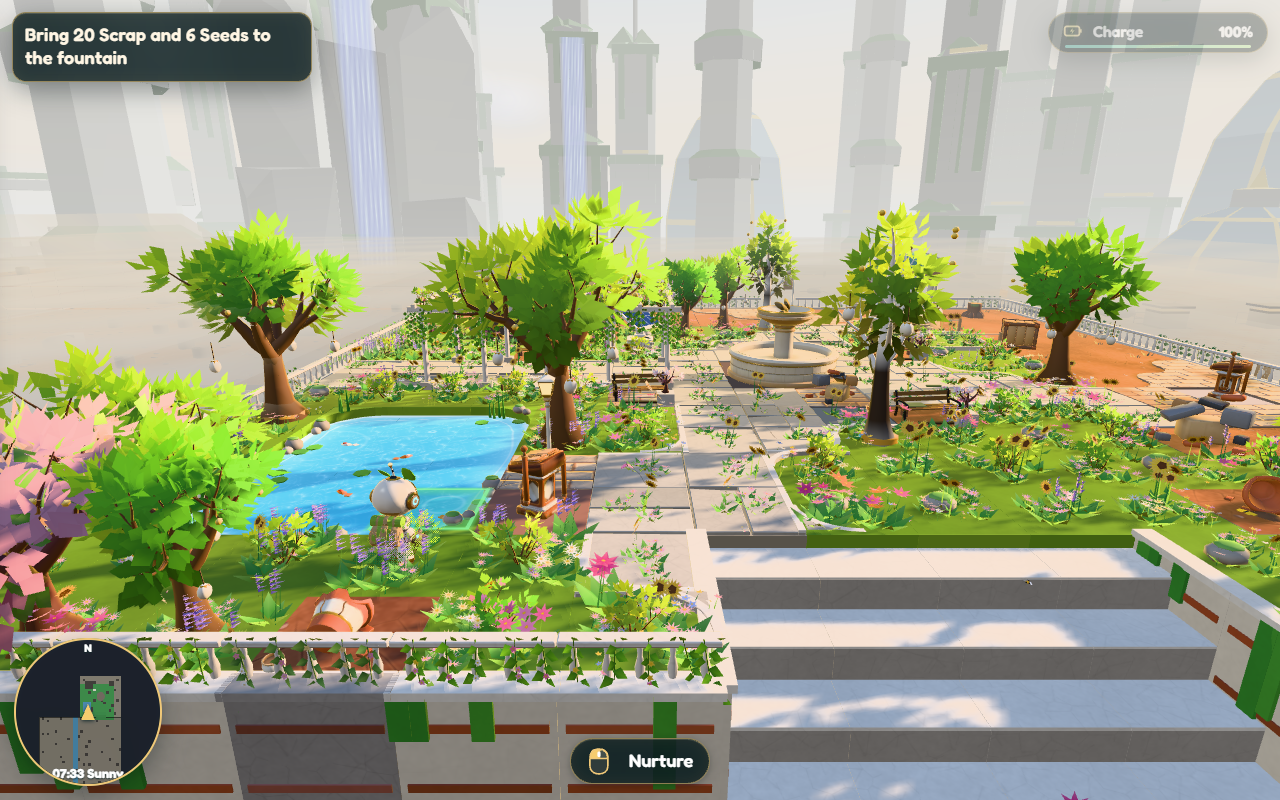 Bring 20 Scrap and 6 Seeds to
the fountain
Charge 100%
N
07:33 Sunny
Nurture